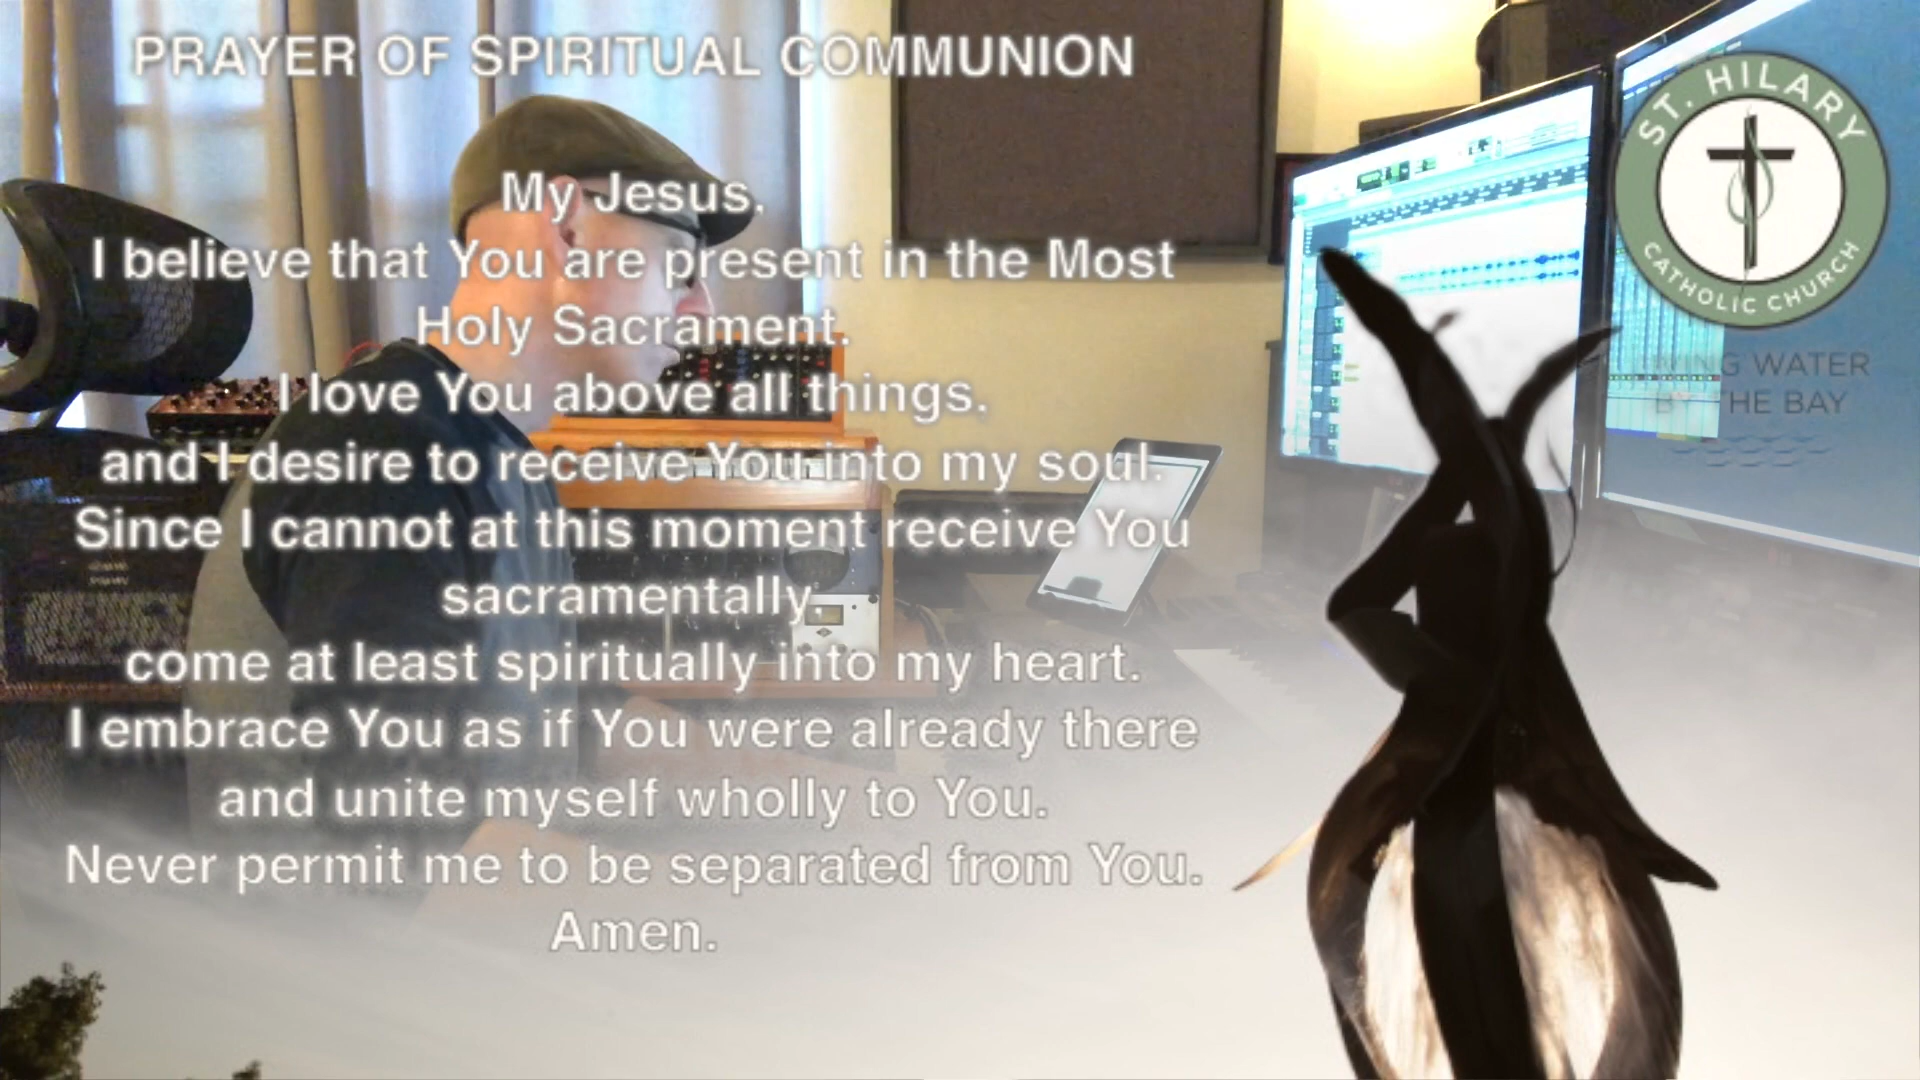 PRAYER OF SPIRITUAL COMMUNION
My Jesus,
I believe that You are present in the Most
Holy Sacrament.
I love You above all things,
and I desire to receive You into my soul.
Since I cannot at this moment receive You
sacramentally,
come at least spiritually into my heart.
I embrace You as if You were already there
and unite myself wholly to You.
Never permit me to be separated from You.
Amen.
ST. HILARY
CATHOLIC CHURCH
LIVING WATER
BY THE BAY